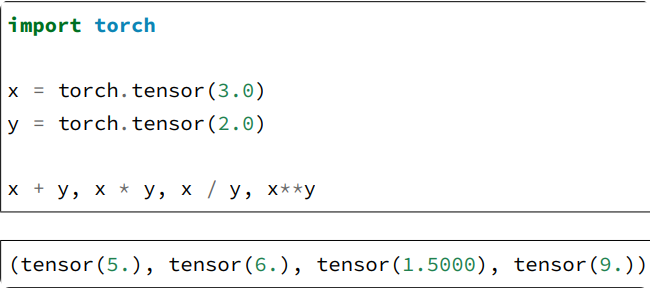 import torch
x = torch.tensor(3.0)
y = torch.tensor(2.0)
x + y, x * y, x / y, x**y
(tensor(5.), tensor(6.), tensor(1.5000), tensor(9.))